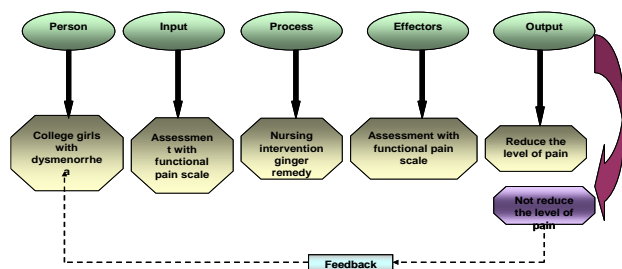 Person
Input
Process
Effectors
Output
College girls
with
dysmenorrhe
a
Assessmen
t with
functional
pain scale
Nursing
intervention
ginger
remedy
Assessment with
functional pain
scale
Reduce the
level of pain
Not reduce
the level of
pain
Feedback